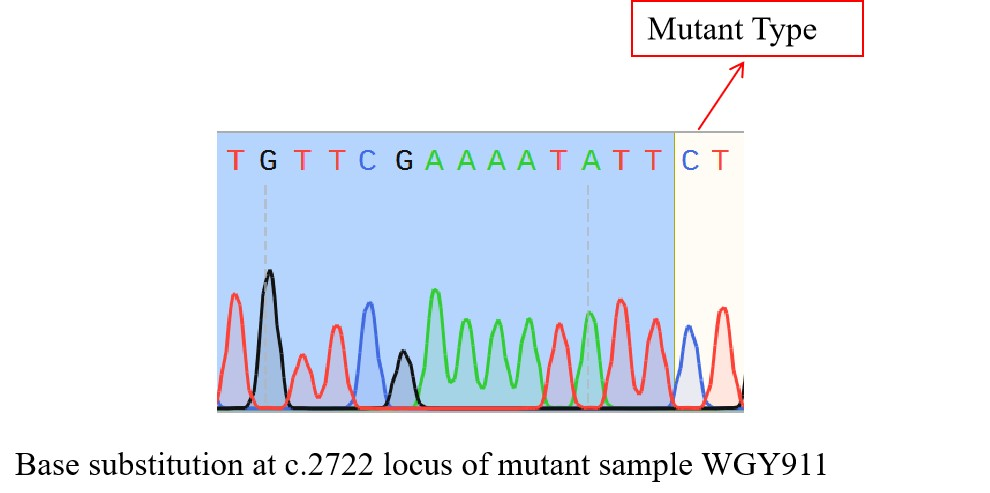 Mutant Type
T G T T C G A A A A T A T T C T
Base substitution at c.2722 locus of mutant sample WGY911